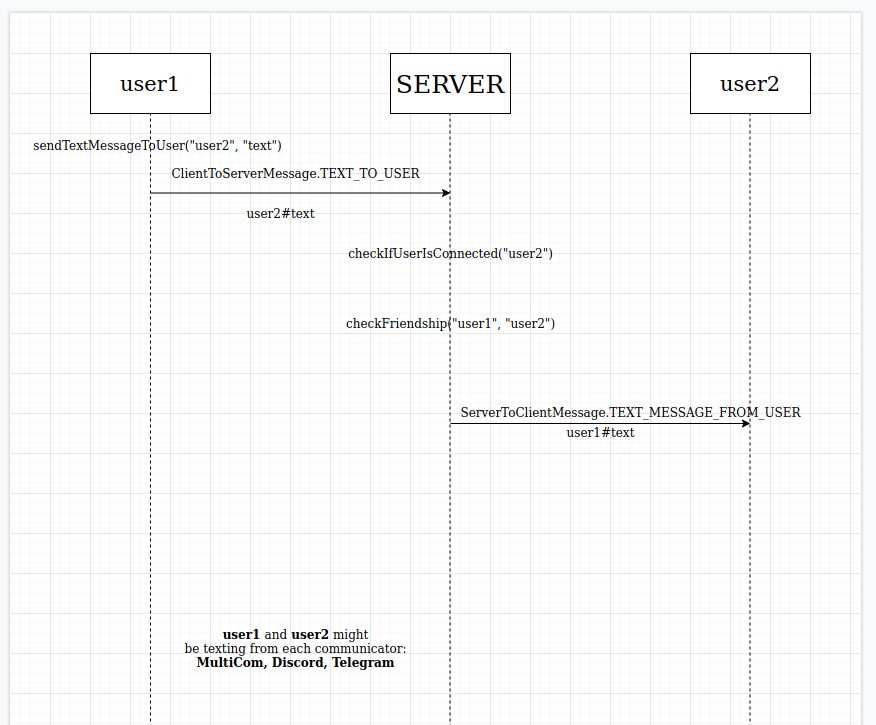 user1
SERVER
user2
sendTextMessageToUser("user2", "text")
ClientToServerMessage.TEXT_TO_USER
user2#text
checkIfUserIsConnected("user2")
checkFriendship("user1", "user2")
ServerToClientMessage.TEXT_MESSAGE_FROM_USER
user1#text
user1 and user2 might
be texting from each communicator:
MultiCom, Discord, Telegram